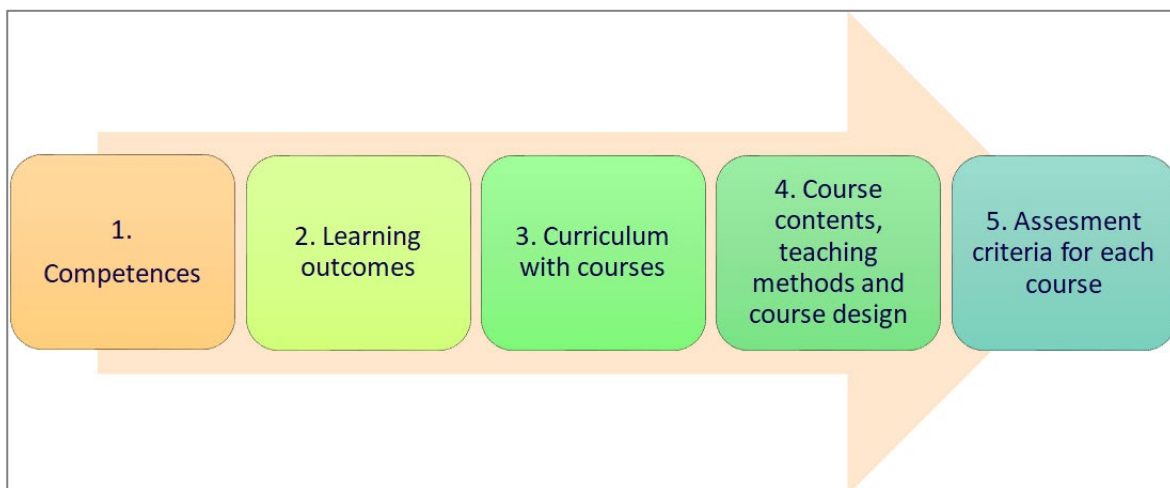 1.
Competences
2. Learning
outcomes
3. Curriculum
with courses
4. Course
contents,
teaching
methods and
course design
5. Assesment
criteria for each
course